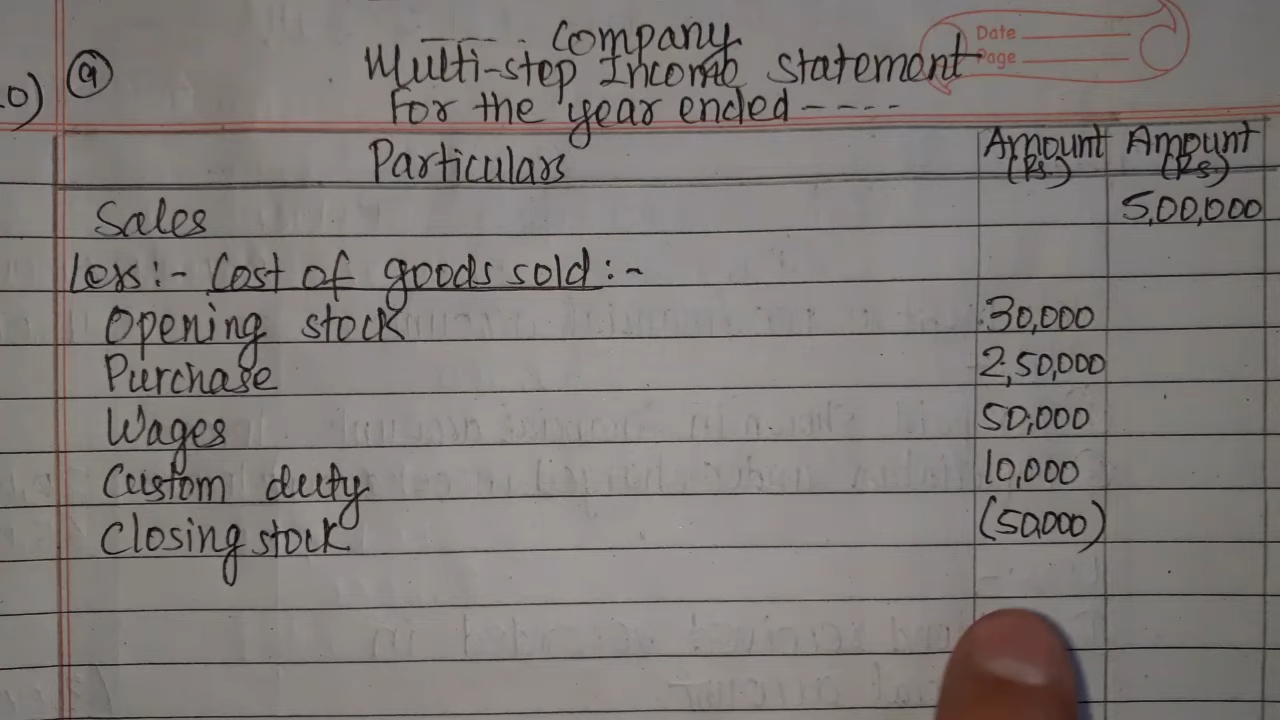 ---- Company
Date
Page
.0) (a) Multi-step Income statement
For the year ended ----
Particulars Amount (Rs.) Amount (Rs)
Sales 5,00,000
Less:- Cost of goods sold:-
Opening stock 30,000
Purchase 2,50,000
Wages 50,000
Custom duty 10,000
Closing stock (50,000)